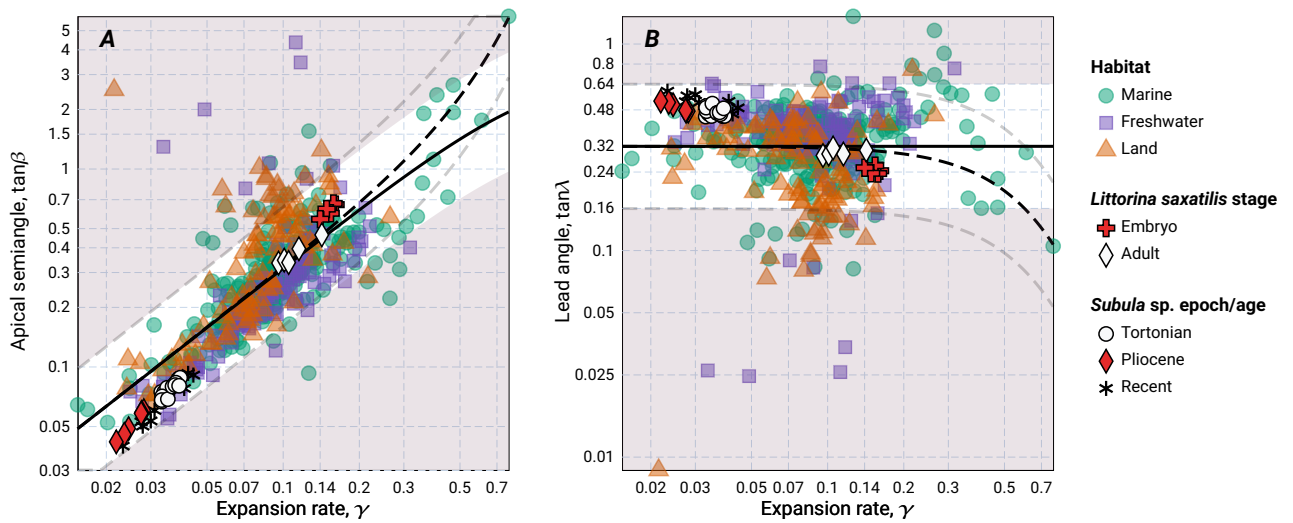 A
Apical semiangle, tanβ
5
4
3
2
1.5
1
0.7
0.5
0.4
0.3
0.2
0.1
0.05
0.03
0.02 0.03 0.05 0.07 0.1 0.14 0.2 0.3 0.5 0.7
Expansion rate, γ
B
Lead angle, tanλ
1
0.8
0.64
0.48
0.32
0.24
0.16
0.1
0.05
0.025
0.01
0.02 0.03 0.05 0.07 0.1 0.14 0.2 0.3 0.5 0.7
Expansion rate, γ
Habitat
Marine
Freshwater
Land
Littorina saxatilis stage
Embryo
Adult
Subula sp. epoch/age
Tortonian
Pliocene
Recent